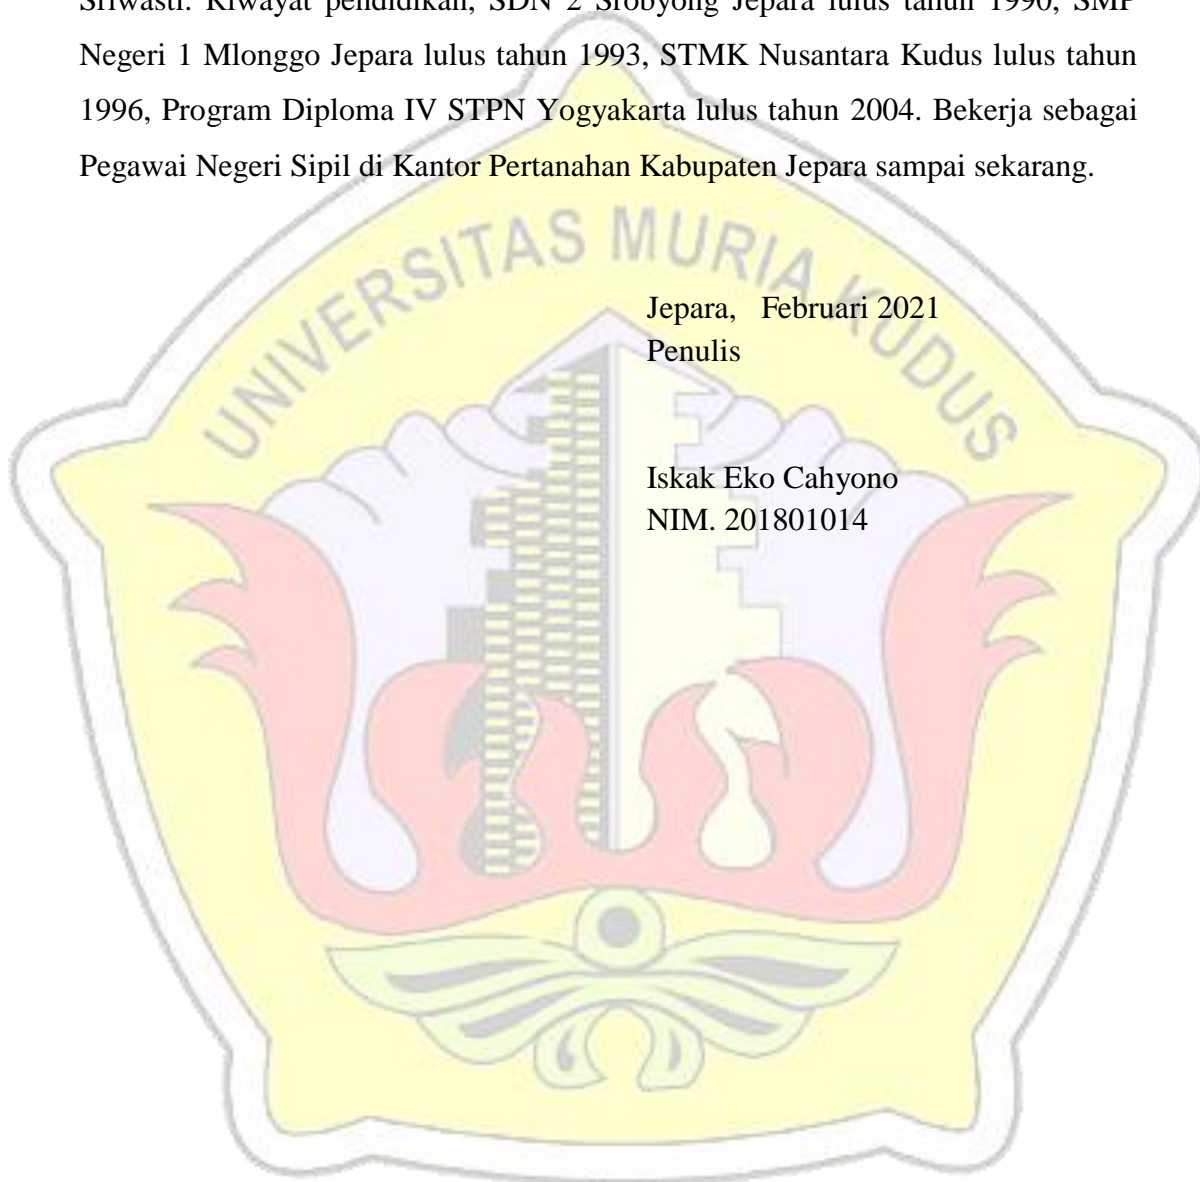 Sriwasti. Riwayat pendidikan, SDN 2 Srobyong Jepara lulus tahun 1990, SMP
Negeri 1 Mlonggo Jepara lulus tahun 1993, STMK Nusantara Kudus lulus tahun
1996, Program Diploma IV STPN Yogyakarta lulus tahun 2004. Bekerja sebagai
Pegawai Negeri Sipil di Kantor Pertanahan Kabupaten Jepara sampai sekarang.
UNIVERSITAS MURIA KUDUS
Jepara, Februari 2021
Penulis
Iskak Eko Cahyono
NIM. 201801014